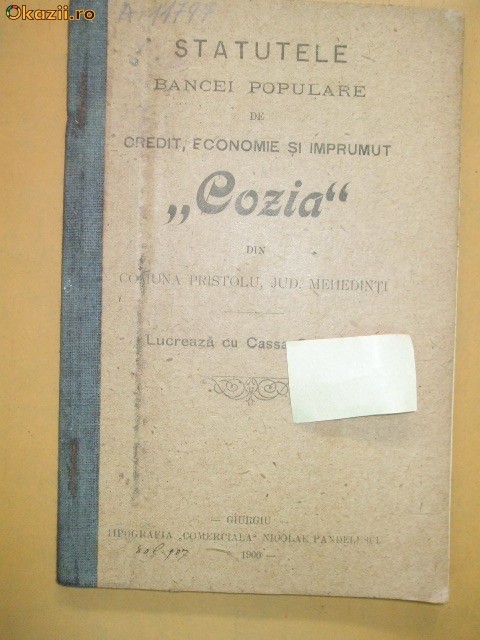 Okazii.ro
A-14797
STATUTELE
BANCEI POPULARE
DE
CREDIT, ECONOMIE ȘI IMPRUMUT
„Cozia“
DIN
COMUNA PRISTOLU, JUD. MEHEDINȚI
Lucrează cu Cassa
— GIURGIU —
TIPOGRAFIA „COMERCIALA“ NICOLAE
1900